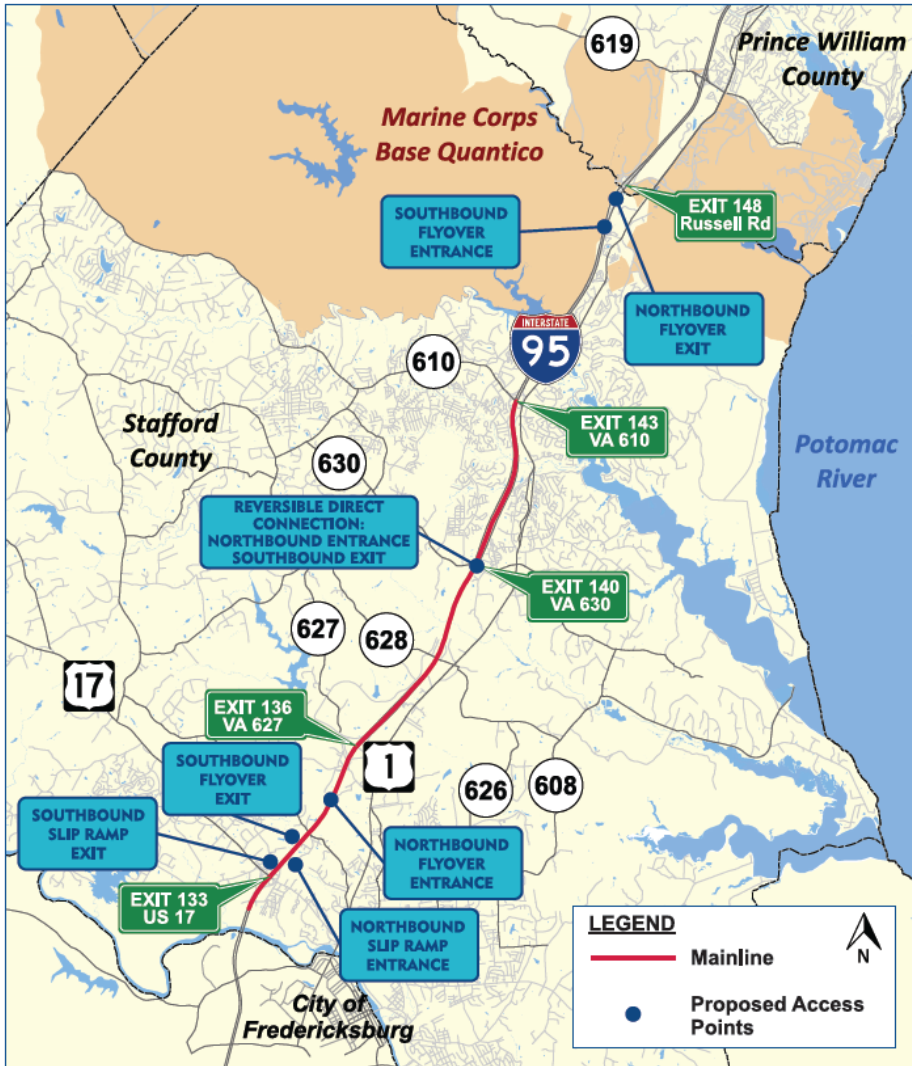 619
Prince William
County
Marine Corps
Base Quantico
EXIT 148
Russell Rd
SOUTHBOUND
FLYOVER
ENTRANCE
NORTHBOUND
FLYOVER
EXIT
INTERSTATE
95
610
EXIT 143
VA 610
Stafford
County
Potomac
River
630
REVERSIBLE DIRECT
CONNECTION:
NORTHBOUND ENTRANCE
SOUTHBOUND EXIT
EXIT 140
VA 630
627
628
17
EXIT 136
VA 627
1
SOUTHBOUND
FLYOVER
EXIT
626
608
SOUTHBOUND
SLIP RAMP
EXIT
NORTHBOUND
FLYOVER
ENTRANCE
EXIT 133
US 17
NORTHBOUND
SLIP RAMP
ENTRANCE
City of
Fredericksburg
LEGEND
N
Mainline
Proposed Access
Points